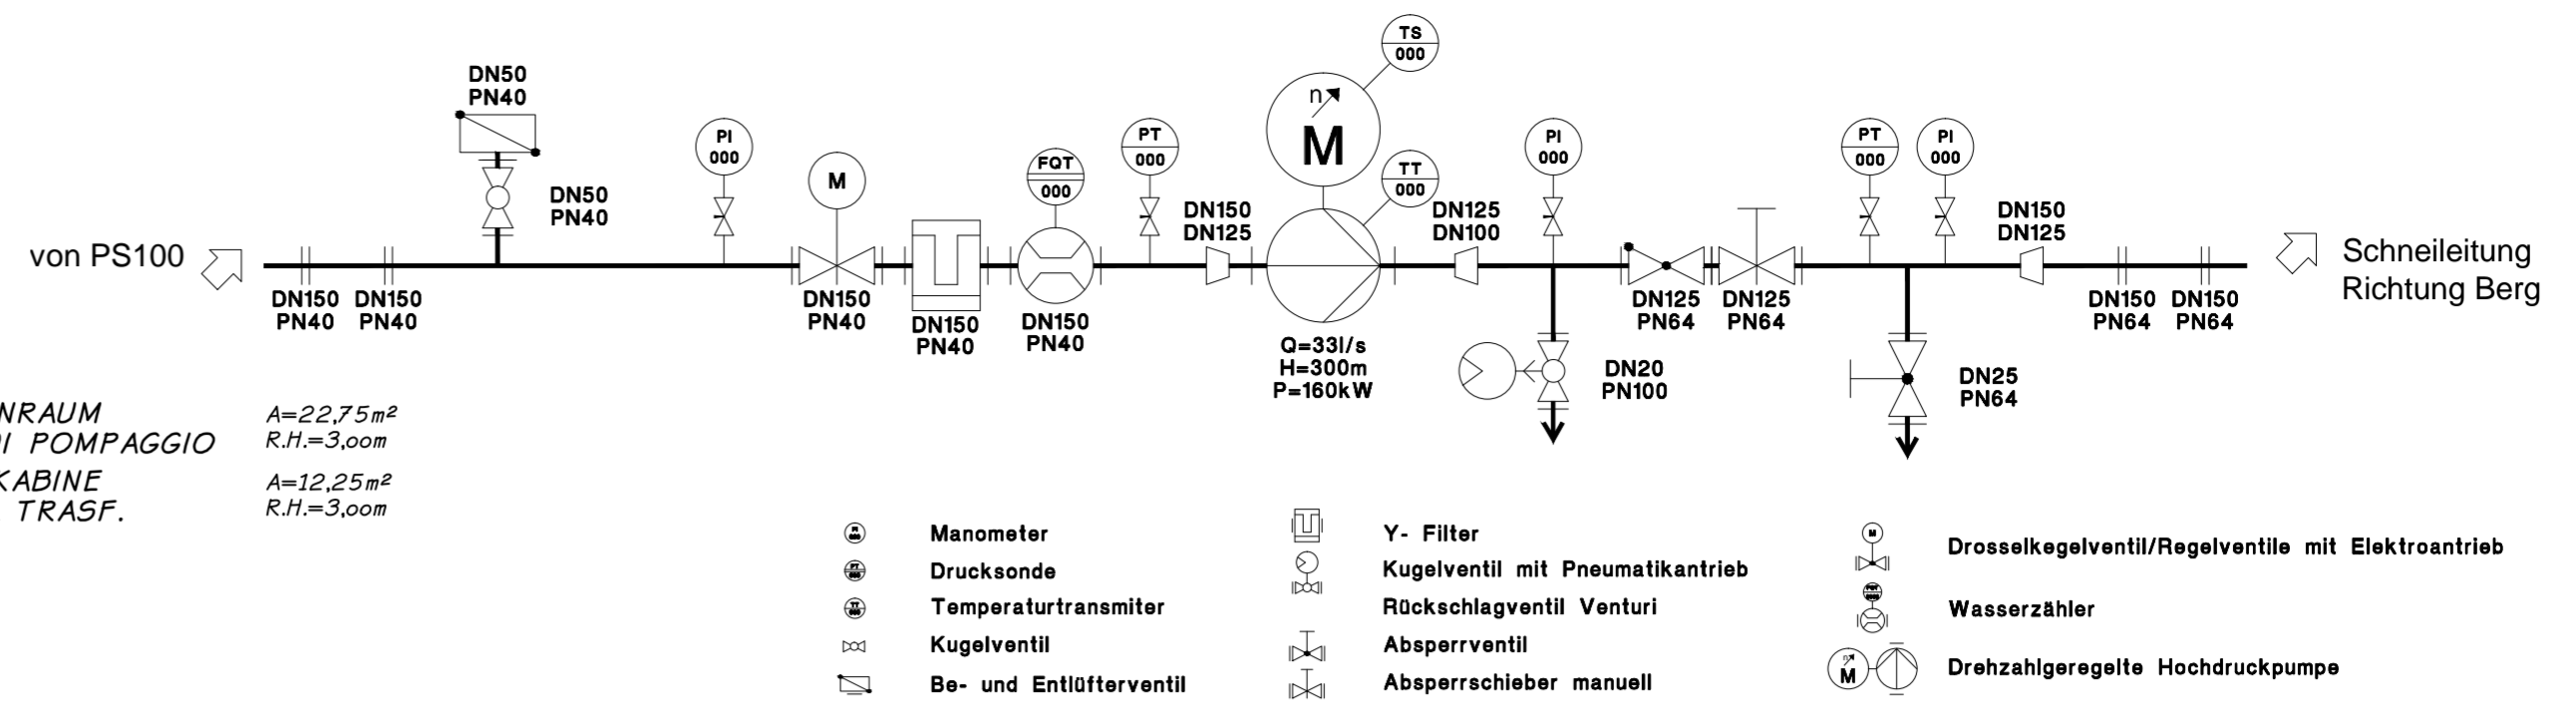 TS
000
DN50
PN40
n
M
PI
000
M
FQT
000
PT
000
TT
000
PI
000
PT
000
PI
000
DN50
PN40
DN150
DN125
DN125
DN100
DN150
DN125
von PS100
Schneileitung
Richtung Berg
DN150
PN40
DN150
PN40
DN150
PN40
DN150
PN40
DN150
PN40
DN125
PN64
DN125
PN64
DN150
PN64
DN150
PN64
Q=33l/s
H=300m
P=160kW
DN20
PN100
DN25
PN64
NRAUM A=22,75m²
DI POMPAGGIO R.H.=3,oom
KABINE A=12,25m²
TRASF. R.H.=3,oom
Manometer
Drucksonde
Temperaturtransmiter
Kugelventil
Be- und Entlüfterventil
Y- Filter
Kugelventil mit Pneumatikantrieb
Rückschlagventil Venturi
Absperrventil
Absperrschieber manuell
M
Drosselkegelventil/Regelventile mit Elektroantrieb
Wasserzähler
n
M
Drehzahlgeregelte Hochdruckpumpe